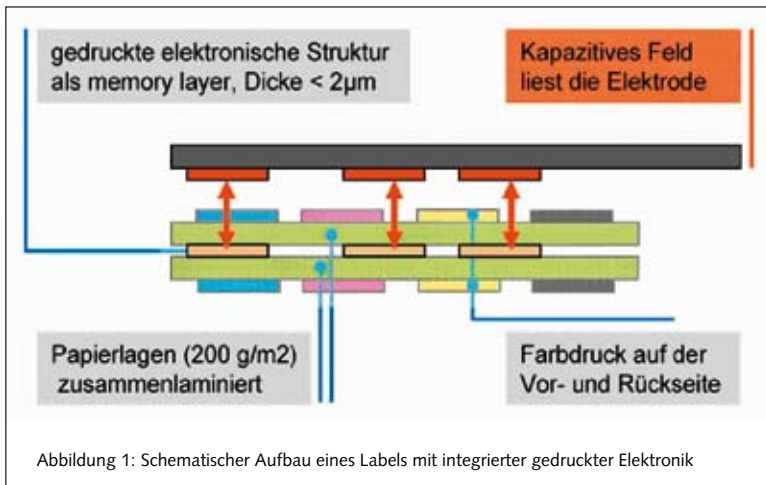 gedruckte elektronische Struktur
als memory layer, Dicke < 2µm
Kapazitives Feld
liest die Elektrode
Papierlagen (200 g/m2)
zusammenlaminiert
Farbdruck auf der
Vor- und Rückseite
Abbildung 1: Schematischer Aufbau eines Labels mit integrierter gedruckter Elektronik